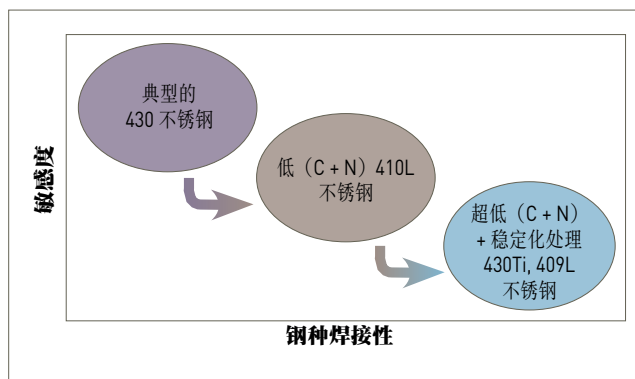 典型的
430 不锈钢
低（C + N）410L
不锈钢
超低（C + N）
+ 稳定化处理
430Ti, 409L
不锈钢
敏感度
钢种焊接性